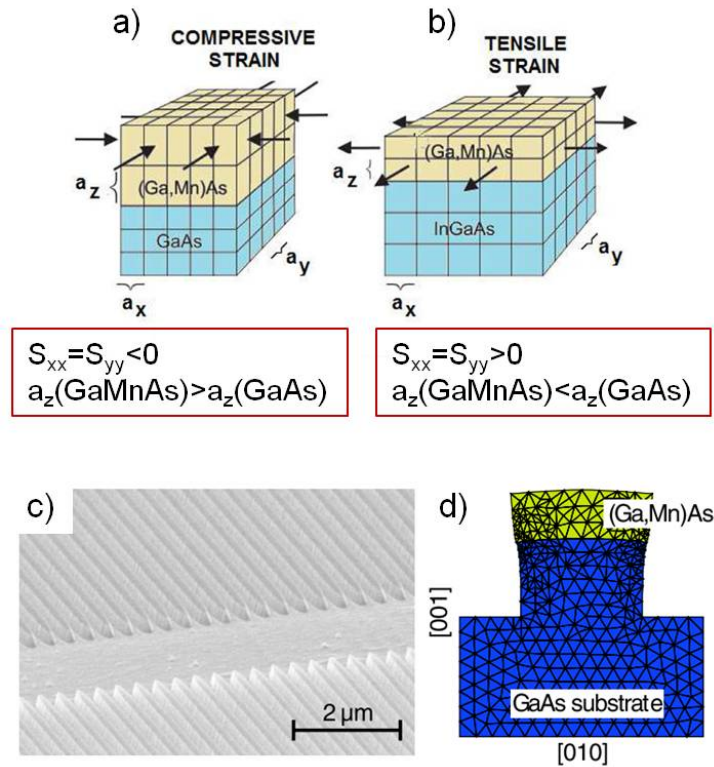 a)
COMPRESSIVE
STRAIN
a_z
(Ga,Mn)As
GaAs
a_x
a_y
b)
TENSILE
STRAIN
(Ga,Mn)As
a_z
InGaAs
a_x
a_y
S_xx=S_yy<0
a_z(GaMnAs)>a_z(GaAs)
S_xx=S_yy>0
a_z(GaMnAs)<a_z(GaAs)
c)
2 μm
d)
(Ga,Mn)As
[001]
GaAs substrate
[010]